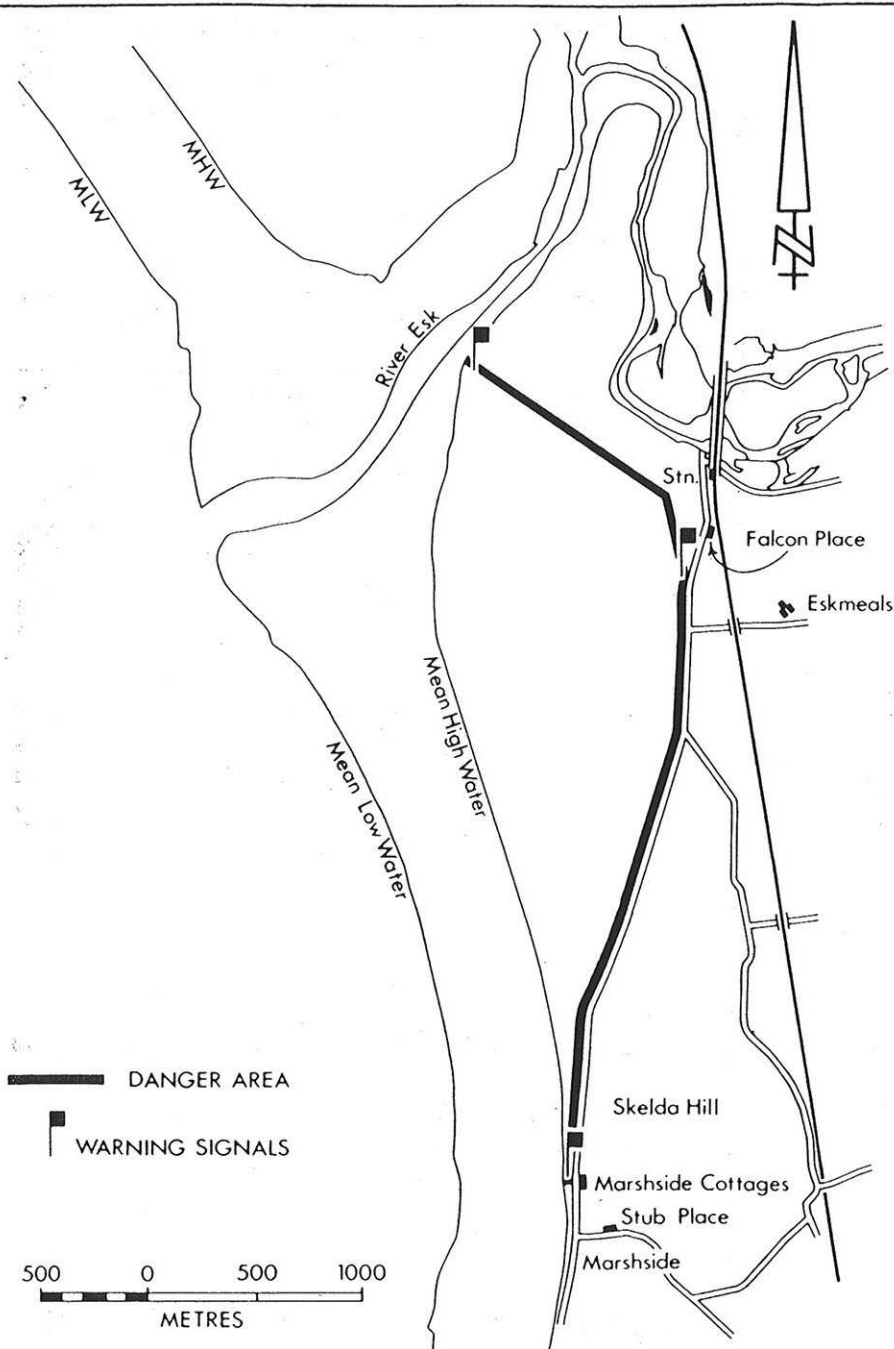 MHW
MLW
N
River Esk
Stn.
Falcon Place
Eskmeals
Mean High Water
Mean Low Water
DANGER AREA
WARNING SIGNALS
Skelda Hill
Marshside Cottages
Stub Place
Marshside
500 0 500 1000
METRES